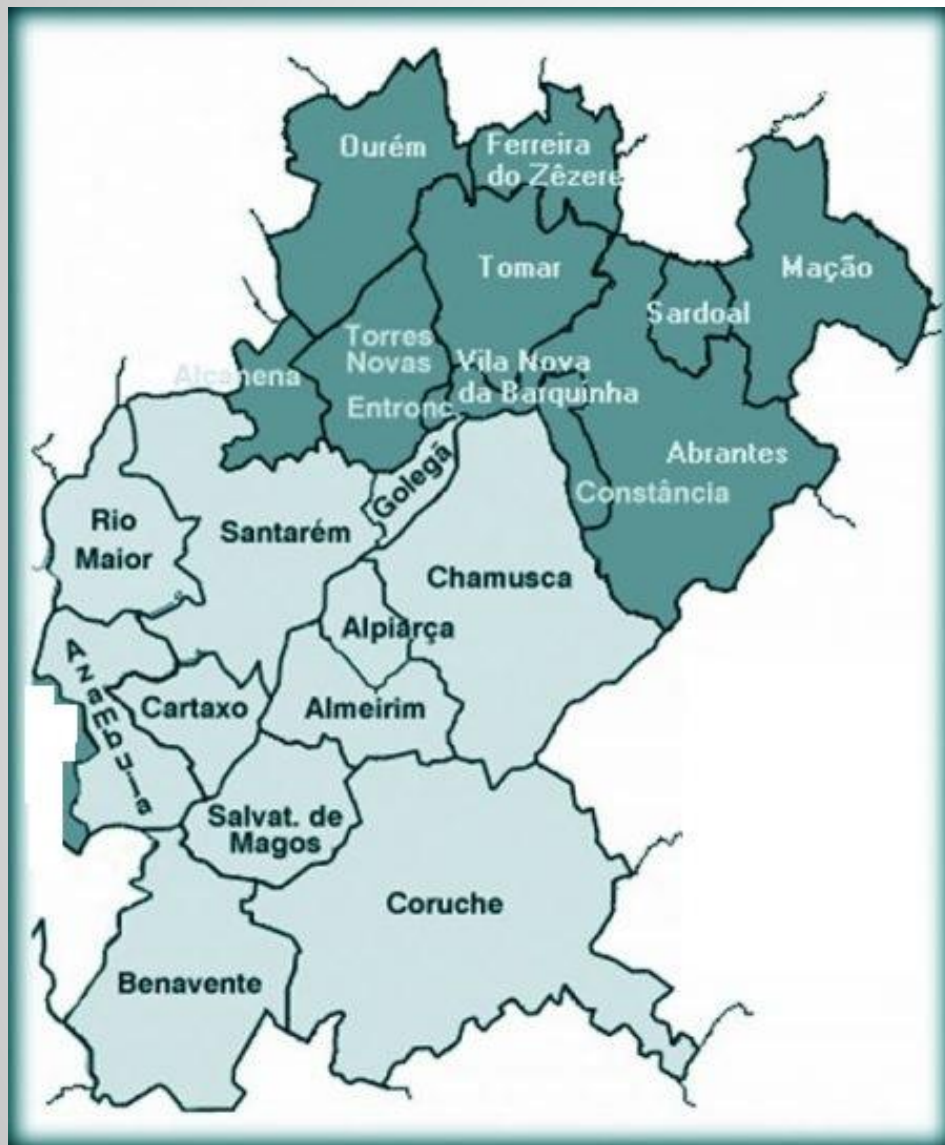 Ourém
Ferreira
do Zêzere
Tomar
Mação
Sardoal
Torres
Novas
Alcanena
Vila Nova
da Barquinha
Entronc.
Abrantes
Golegã
Constância
Rio
Maior
Santarém
Chamusca
Alpiarça
Azambuja
Cartaxo
Almeirim
Salvat. de
Magos
Coruche
Benavente